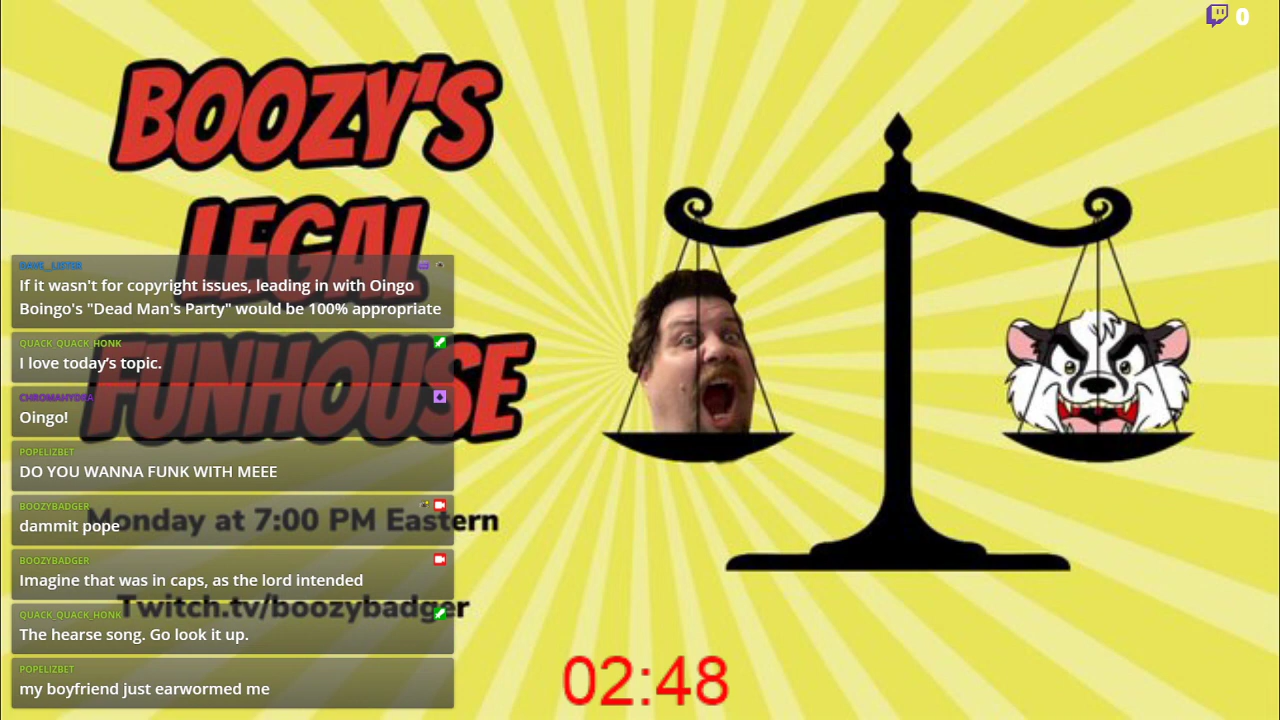 0
BOOZY'S
LEGAL
FUNHOUSE
Monday at 7:00 PM Eastern
Twitch.tv/boozybadger
DAVE__LISTER
If it wasn't for copyright issues, leading in with Oingo
Boingo's "Dead Man's Party" would be 100% appropriate
QUACK_QUACK_HONK
I love today’s topic.
CHROMAHYDRA
Oingo!
POPELIZBET
DO YOU WANNA FUNK WITH MEEE
BOOZYBADGER
dammit pope
BOOZYBADGER
Imagine that was in caps, as the lord intended
QUACK_QUACK_HONK
The hearse song. Go look it up.
POPELIZBET
my boyfriend just earwormed me
02:48